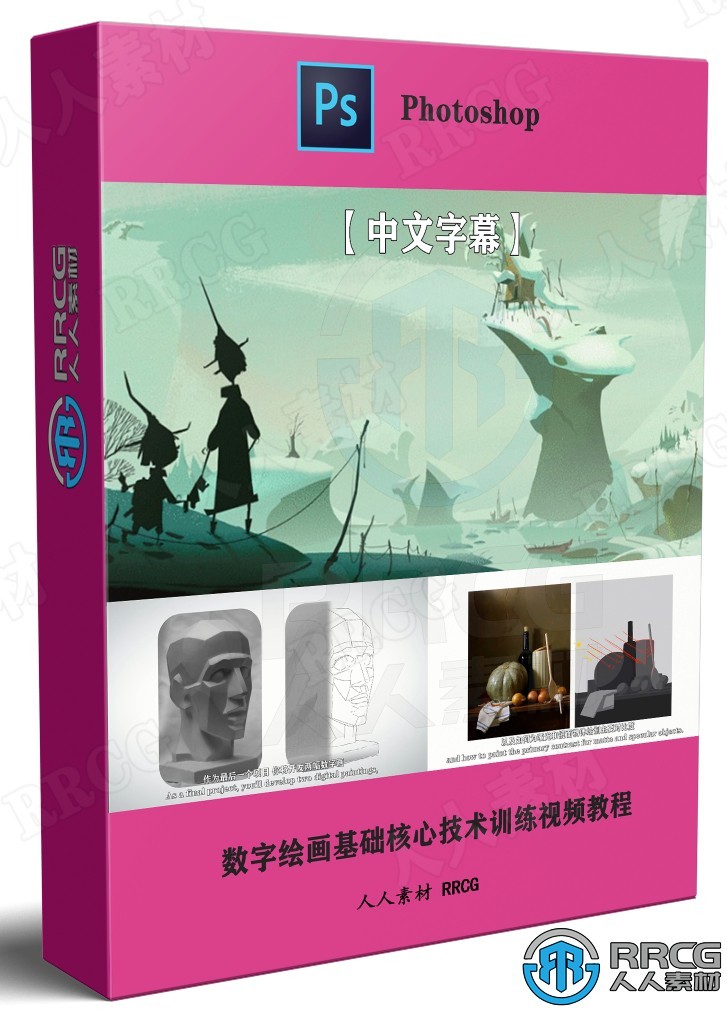 Ps Photoshop
【中文字幕】
RRCG
人人素材
作为最后一个项目 你将开发两幅数字画
As a final project, you'll develop two digital paintings,
and how to paint the primary contrast for matte and specular objects.
数字绘画基础核心技术训练视频教程
人人素材 RRCG
RRCG
人人素材